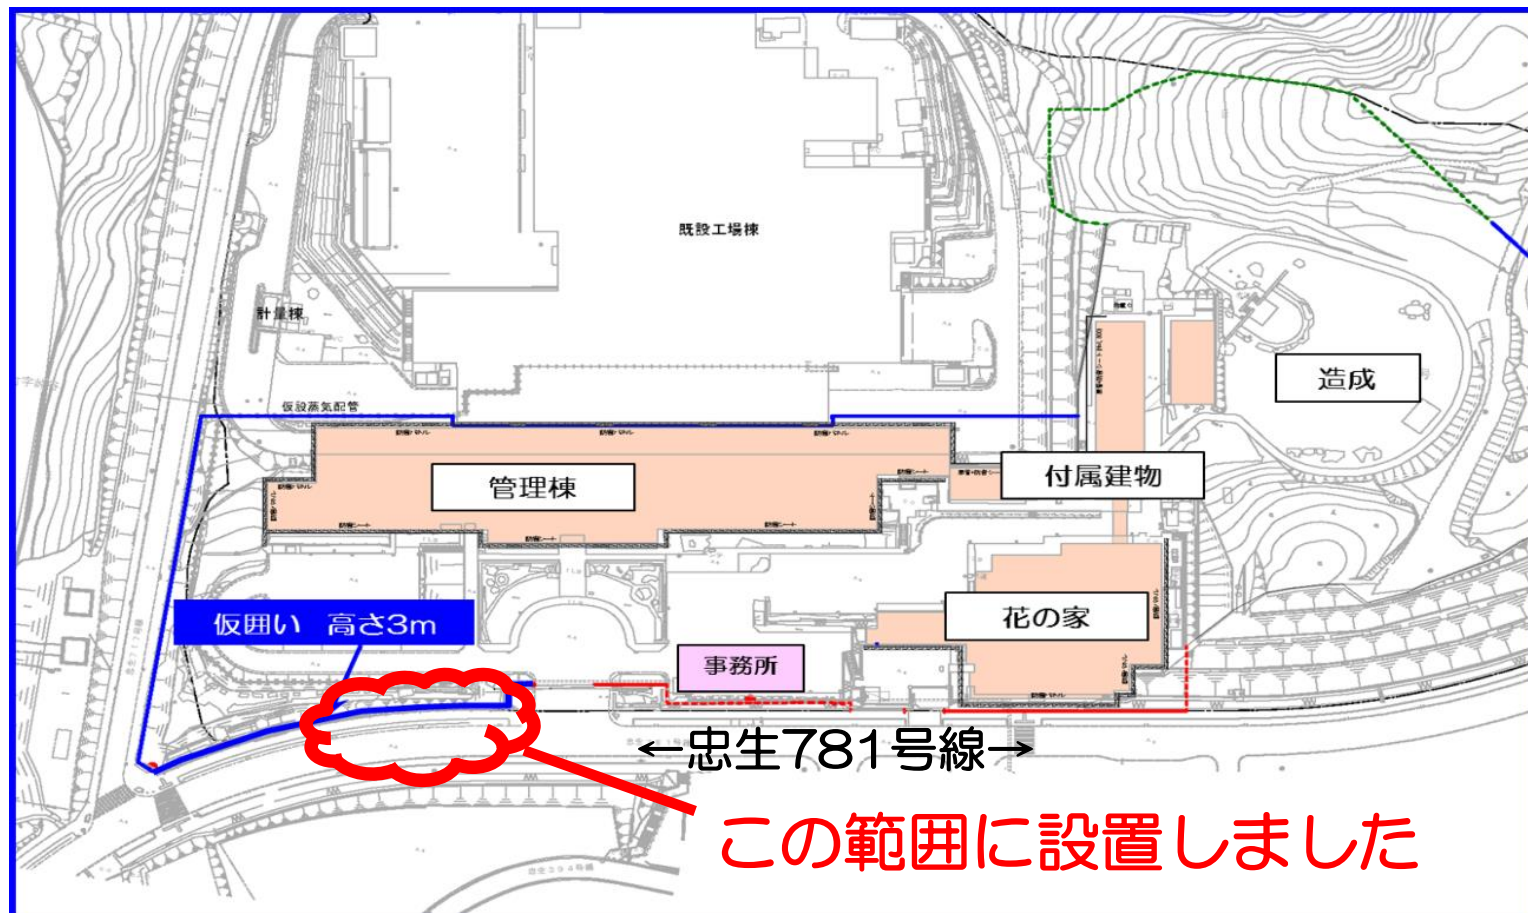 既設工場棟
計量棟
造成
仮設蒸気配管
管理棟
付属建物
仮囲い 高さ3m
花の家
事務所
←忠生781号線→
この範囲に設置しました